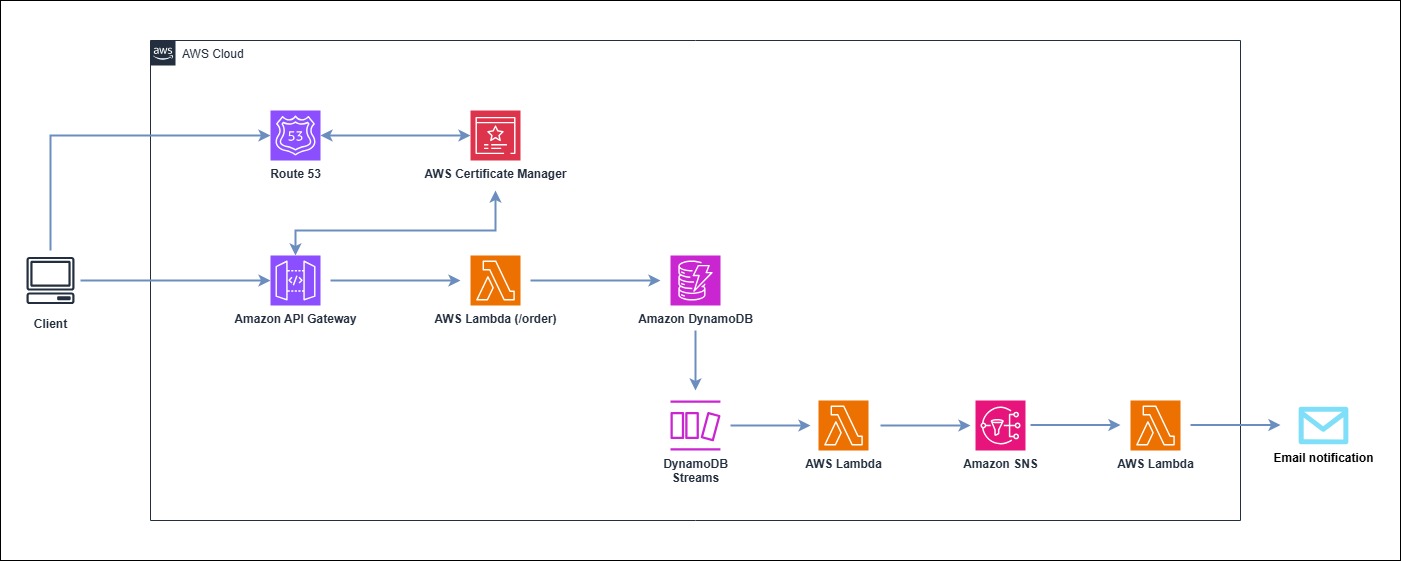 aws
AWS Cloud
53
Route 53
AWS Certificate Manager
</>
Client
Amazon API Gateway
AWS Lambda (/order)
Amazon DynamoDB
DynamoDB
Streams
AWS Lambda
Amazon SNS
AWS Lambda
Email notification